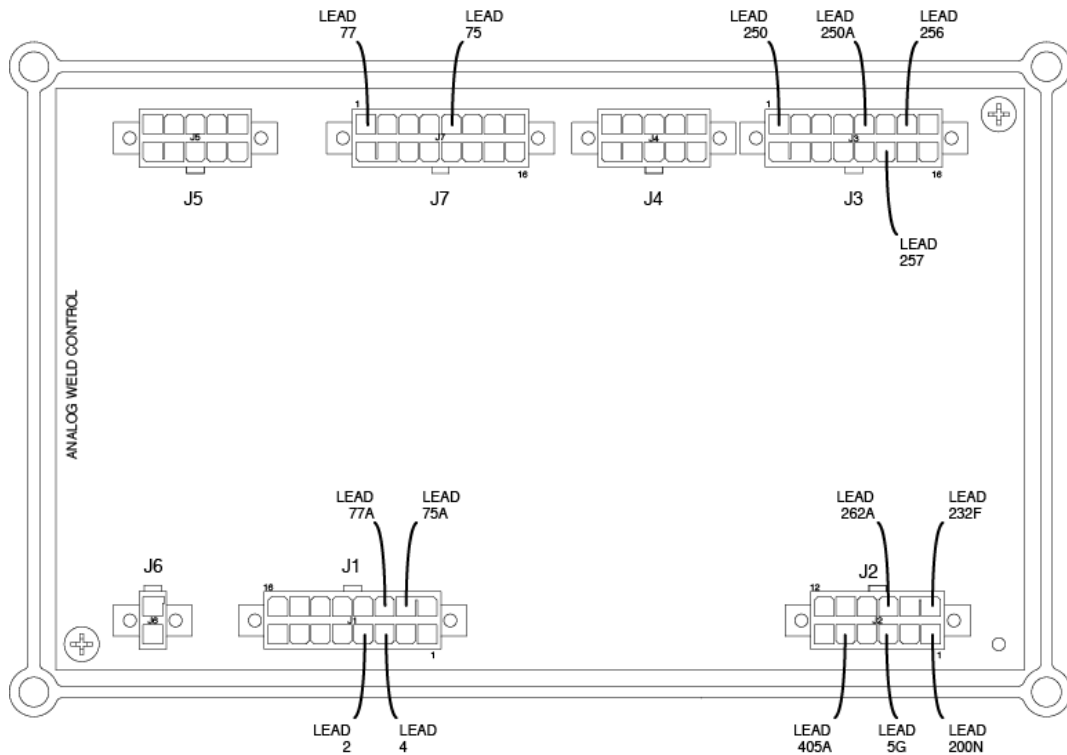 LEAD
77
LEAD
75
LEAD
250
LEAD
250A
LEAD
256
1
J5
J7
16
J4
1
J3
16
J5
J7
J4
J3
LEAD
257
ANALOG WELD CONTROL
LEAD
77A
LEAD
75A
LEAD
262A
LEAD
232F
J6
J1
J2
16
12
J6
J1
1
J2
1
LEAD
2
LEAD
4
LEAD
405A
LEAD
5G
LEAD
200N